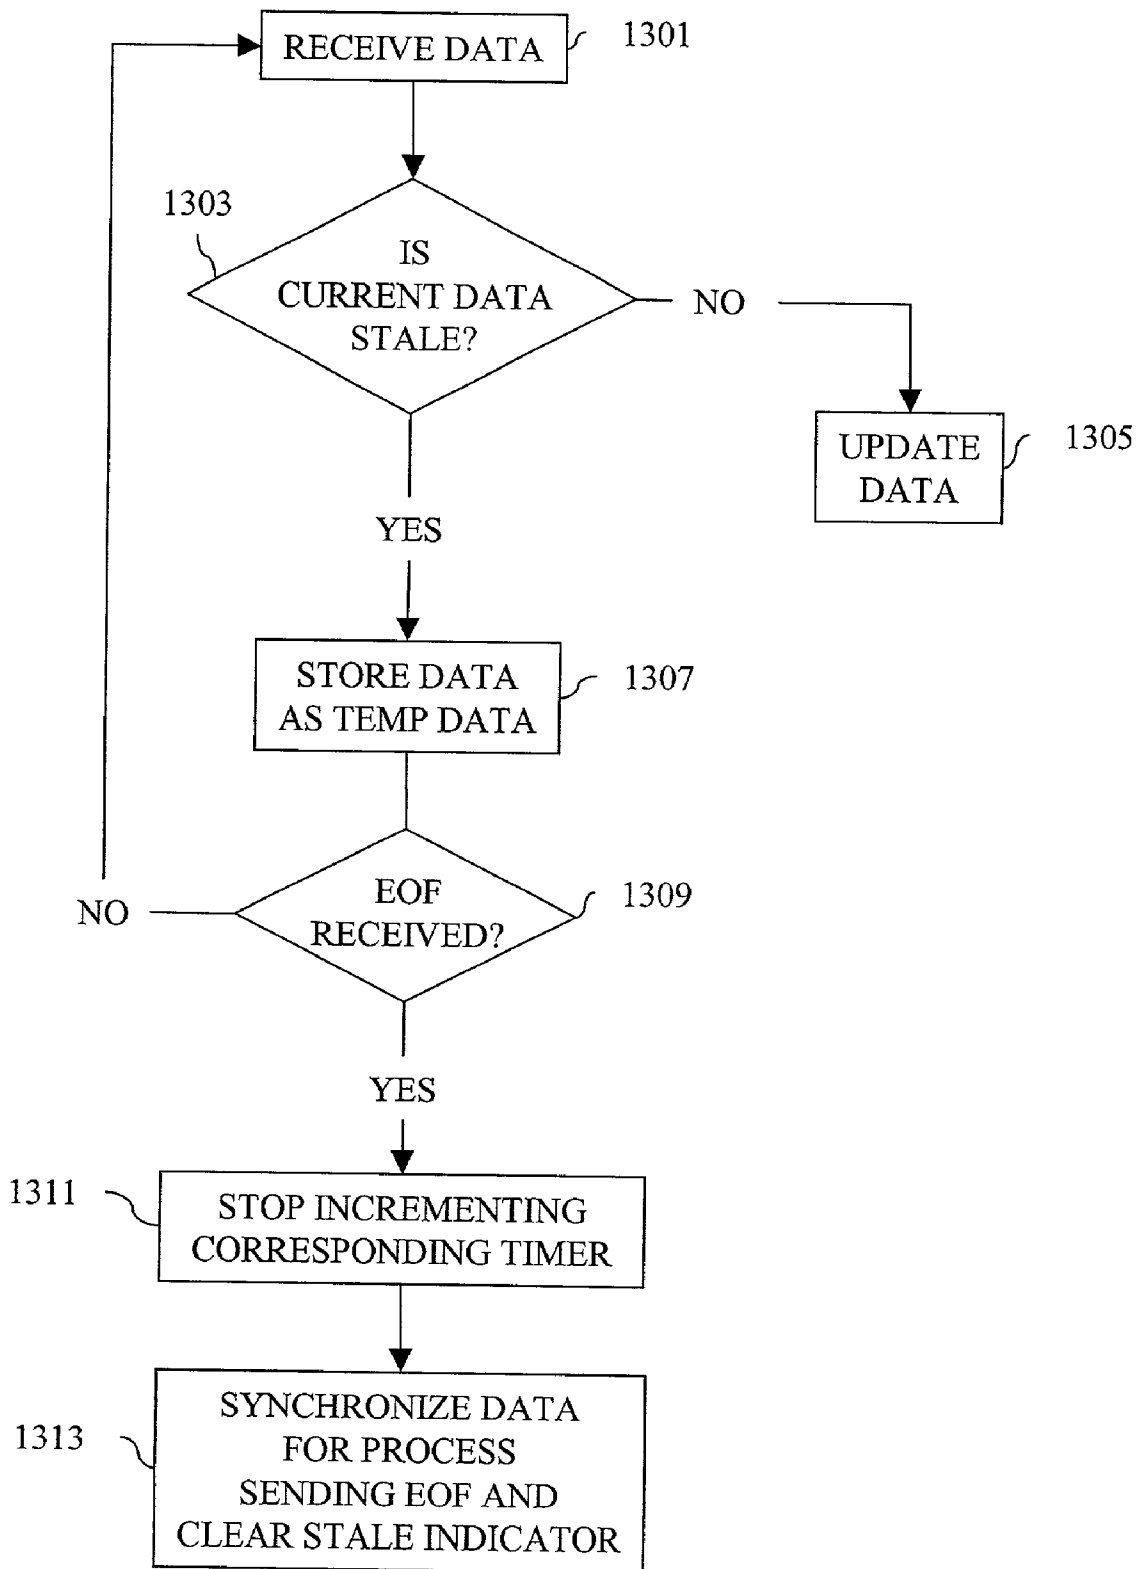 RECEIVE DATA
1301
1303
IS
CURRENT DATA
STALE?
NO
UPDATE
DATA
1305
YES
STORE DATA
AS TEMP DATA
1307
EOF
RECEIVED?
1309
NO
YES
1311
STOP INCREMENTING
CORRESPONDING TIMER
1313
SYNCHRONIZE DATA
FOR PROCESS
SENDING EOF AND
CLEAR STALE INDICATOR